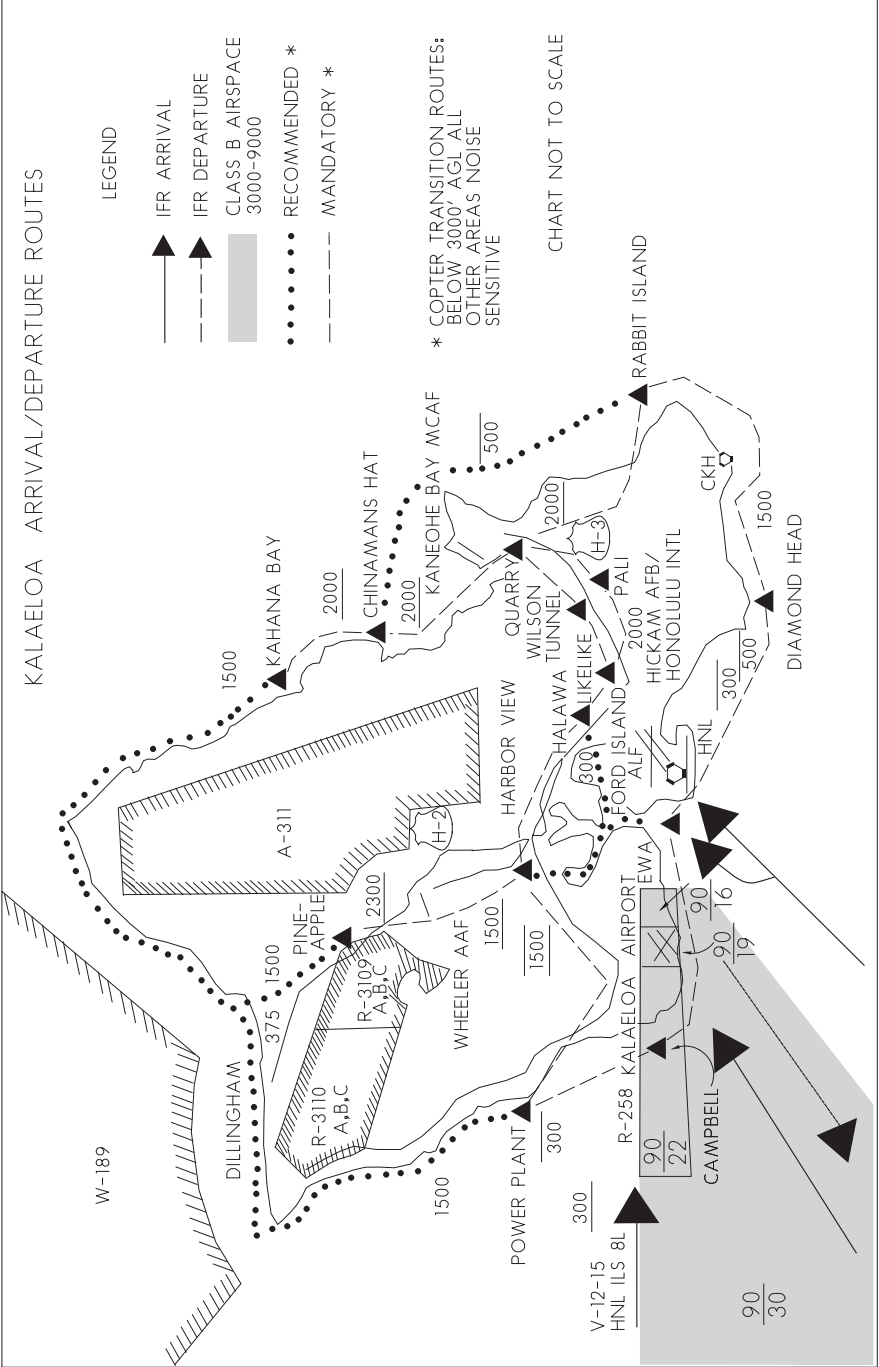 KALAELOA ARRIVAL/DEPARTURE ROUTES
LEGEND
IFR ARRIVAL
IFR DEPARTURE
CLASS B AIRSPACE
3000-9000
RECOMMENDED *
MANDATORY *
* COPTER TRANSITION ROUTES:
BELOW 3000' AGL ALL
OTHER AREAS NOISE
SENSITIVE
CHART NOT TO SCALE
W-189
DILLINGHAM
375
1500
PINE-
APPLE
2300
R-3109
A,B,C
R-3110
A,B,C
WHEELER AAF
A-311
H-2
1500
KAHANA BAY
2000
CHINAMANS HAT
2000
KANEOHE BAY MCAF
500
RABBIT ISLAND
2000
H-3
QUARRY
WILSON
TUNNEL
PALI
LIKELIKE
HALAWA
2000
HICKAM AFB/
HONOLULU INTL
HARBOR VIEW
1500
1500
300
FORD ISLAND
ALF
HNL
300
500
CKH
1500
DIAMOND HEAD
EWA
1500
POWER PLANT
300
300
V-12-15
HNL ILS 8L
R-258
KALAELOA AIRPORT
90
22
90
19
90
16
CAMPBELL
90
30